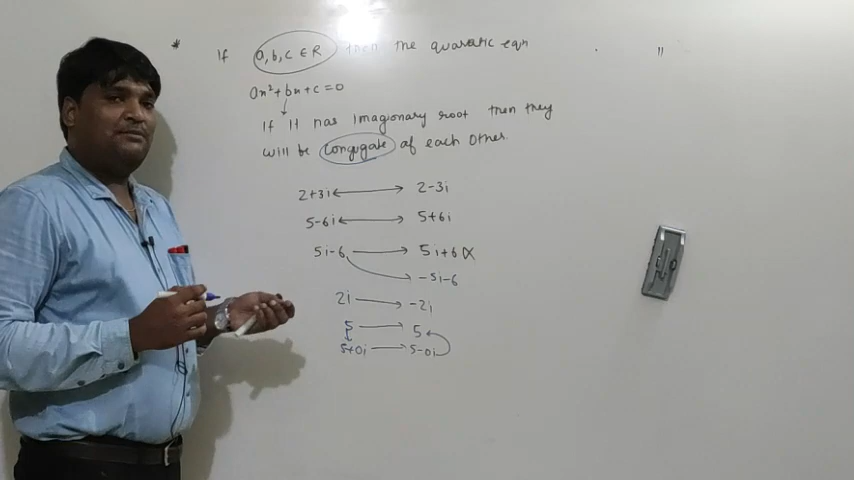 * If a,b,c ∈ R then the quadratic eqn
ax²+bx+c=0
If it has imagionary root then they
will be conjugate of each other.
2+3i ↔ 2-3i
5-6i ↔ 5+6i
5i-6 → 5i+6 X
→ -5i-6
2i → -2i
5 → 5
5+0i → 5-0i